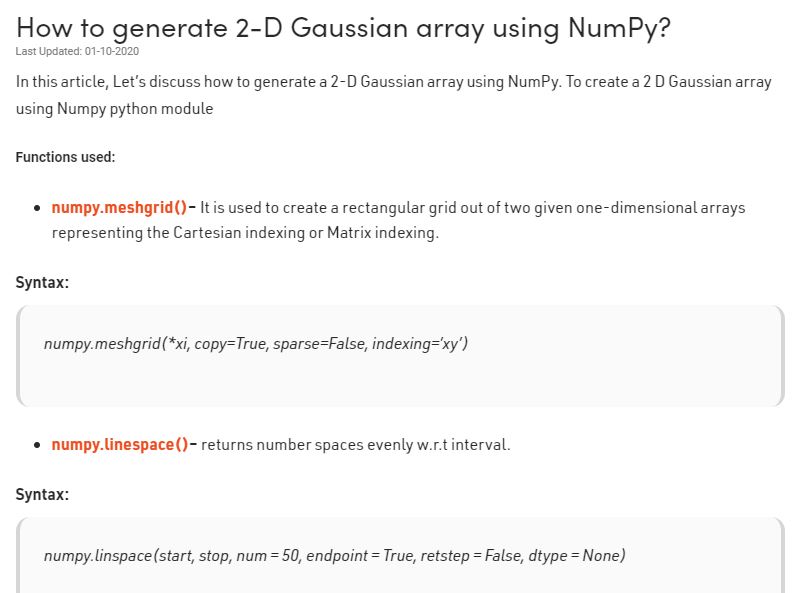 How to generate 2-D Gaussian array using NumPy?
Last Updated: 01-10-2020
In this article, Let’s discuss how to generate a 2-D Gaussian array using NumPy. To create a 2 D Gaussian array
using Numpy python module
Functions used:
• numpy.meshgrid()– It is used to create a rectangular grid out of two given one-dimensional arrays
representing the Cartesian indexing or Matrix indexing.
Syntax:
numpy.meshgrid(*xi, copy=True, sparse=False, indexing=’xy’)
• numpy.linespace()– returns number spaces evenly w.r.t interval.
Syntax:
numpy.linspace(start, stop, num = 50, endpoint = True, retstep = False, dtype = None)